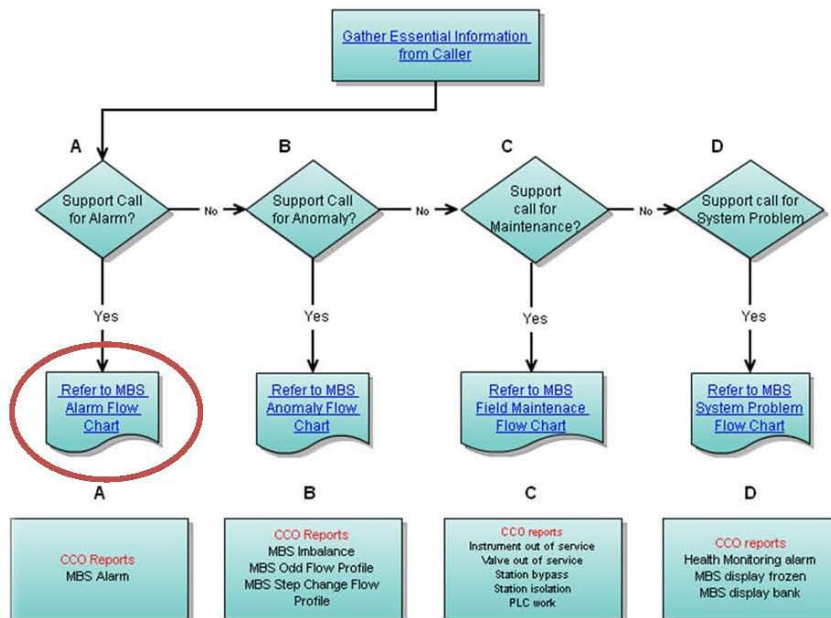 Gather Essential Information
from Caller
A
B
C
D
Support Call
for Alarm?
No
Support Call
for Anomaly?
No
Support
call for
Maintenance?
No
Support call for
System Problem
Yes
Yes
Yes
Yes
Refer to MBS
Alarm Flow
Chart
Refer to MBS
Anomaly Flow
Chart
Refer to MBS
Field Maintenace
Flow Chart
Refer to MBS
System Problem
Flow Chart
A
B
C
D
CCO Reports
MBS Alarm
CCO Reports
MBS Imbalance
MBS Odd Flow Profile
MBS Step Change Flow
Profile
CCO reports
Instrument out of service
Valve out of service
Station bypass
Station isolation
PLC work
CCO reports
Health Monitoring alarm
MBS display frozen
MBS display bank